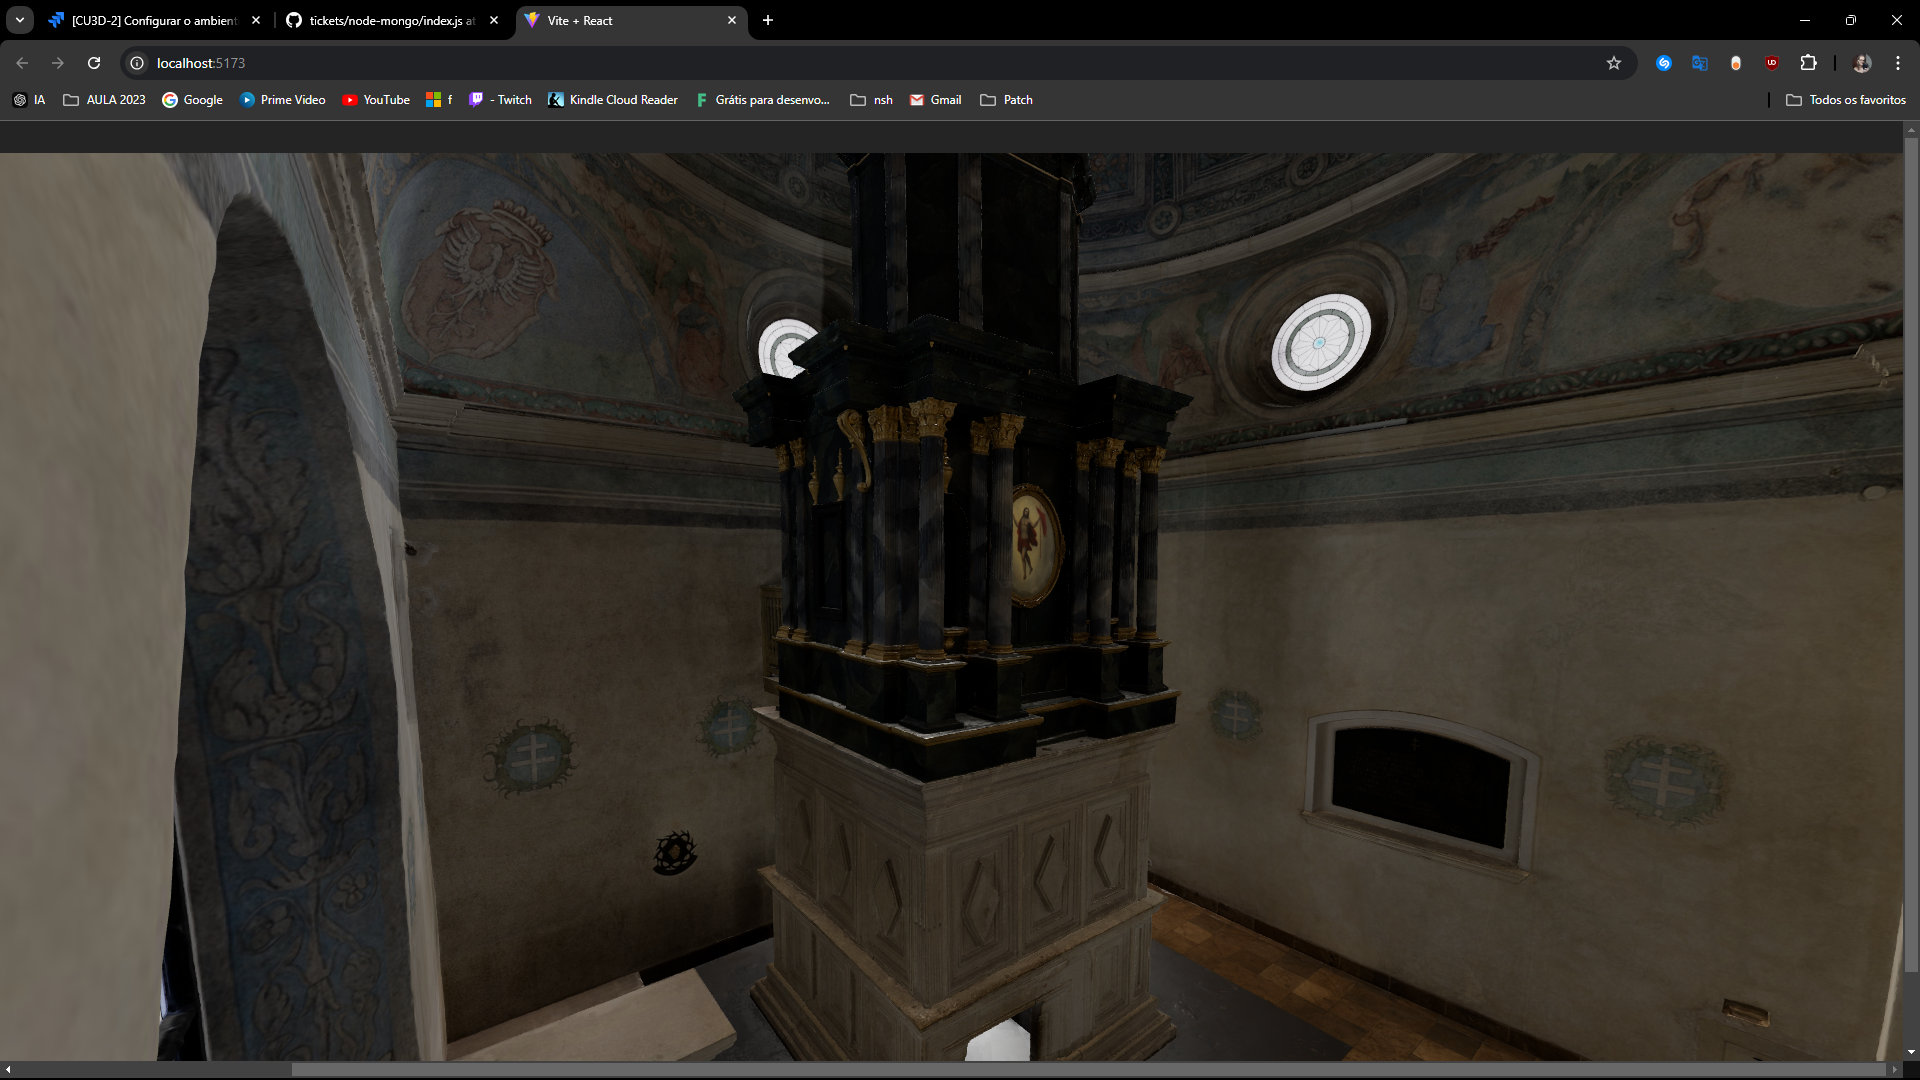 [CU3D-2] Configurar o ambient
tickets/node-mongo/index.js at
Vite + React
localhost:5173
IA
AULA 2023
Google
Prime Video
YouTube
f
- Twitch
Kindle Cloud Reader
Grátis para desenvo...
nsh
Gmail
Patch
Todos os favoritos